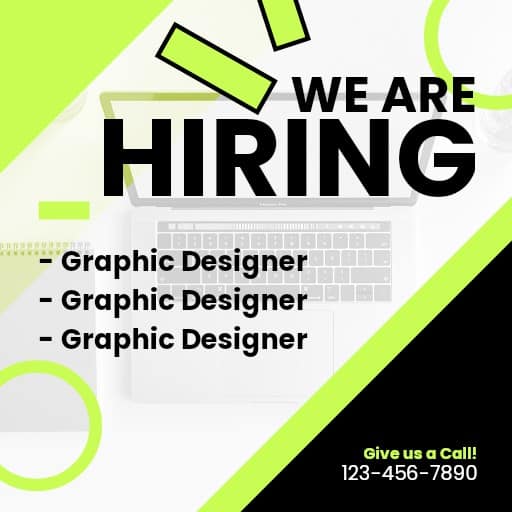 WE ARE
HIRING
- Graphic Designer
- Graphic Designer
- Graphic Designer
Give us a Call!
123-456-7890